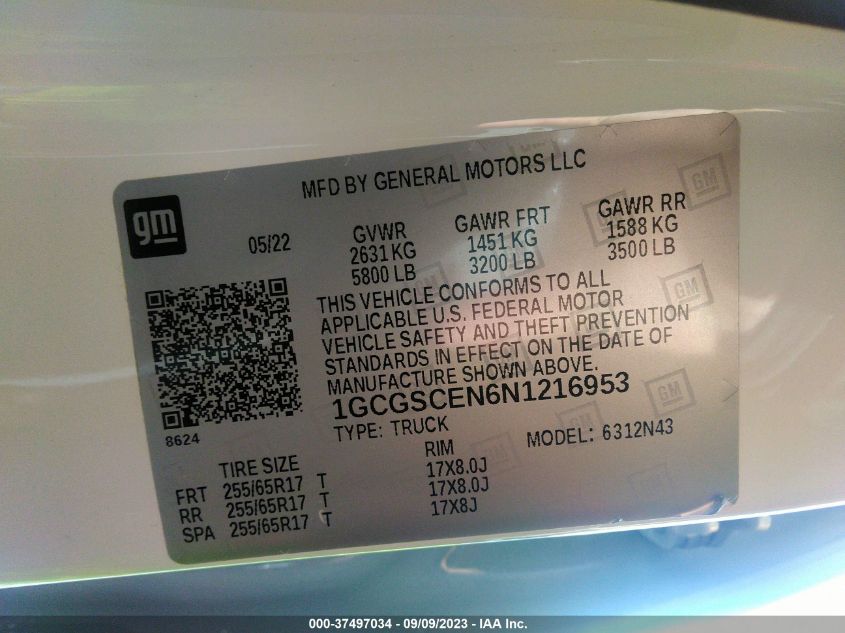 MFD BY GENERAL MOTORS LLC
gm
05/22
GVWR GAWR FRT GAWR RR
2631 KG 1451 KG 1588 KG
5800 LB 3200 LB 3500 LB
THIS VEHICLE CONFORMS TO ALL
APPLICABLE U.S. FEDERAL MOTOR
VEHICLE SAFETY AND THEFT PREVENTION
STANDARDS IN EFFECT ON THE DATE OF
MANUFACTURE SHOWN ABOVE.
1GCGSCEN6N1216953
8624
TYPE: TRUCK MODEL: 6312N43
TIRE SIZE RIM
FRT 255/65R17 T 17X8.0J
RR 255/65R17 T 17X8.0J
SPA 255/65R17 T 17X8J
000-37497034 - 09/09/2023 - IAA Inc.